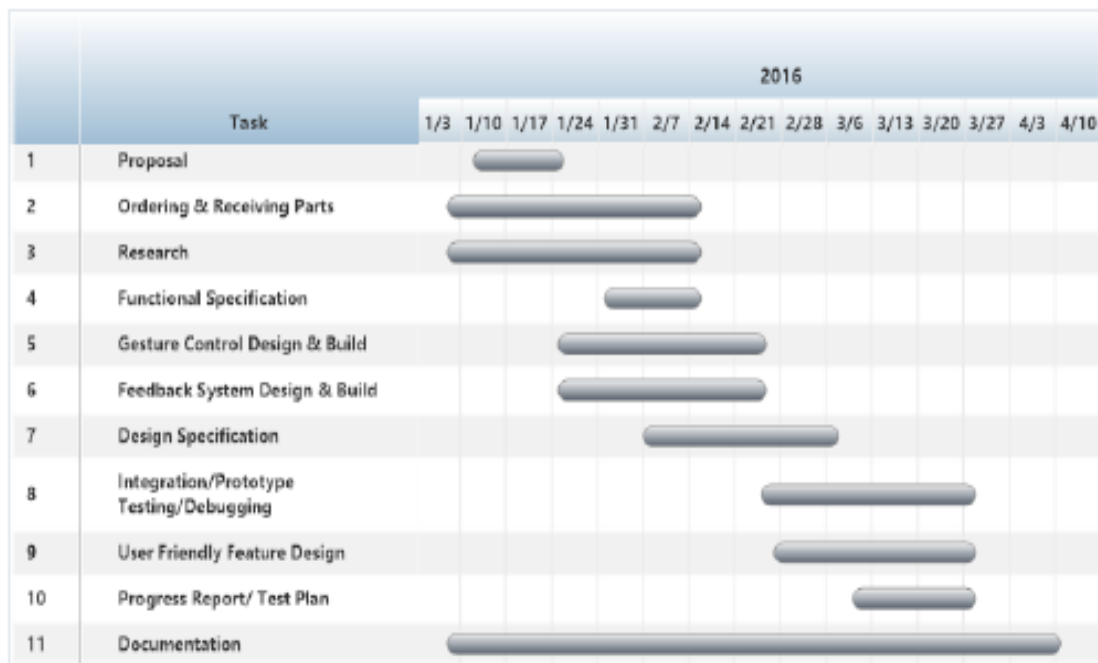 2016
Task 1/3 1/10 1/17 1/24 1/31 2/7 2/14 2/21 2/28 3/6 3/13 3/20 3/27 4/3 4/10
1 Proposal
2 Ordering & Receiving Parts
3 Research
4 Functional Specification
5 Gesture Control Design & Build
6 Feedback System Design & Build
7 Design Specification
8 Integration/Prototype
Testing/Debugging
9 User Friendly Feature Design
10 Progress Report/ Test Plan
11 Documentation